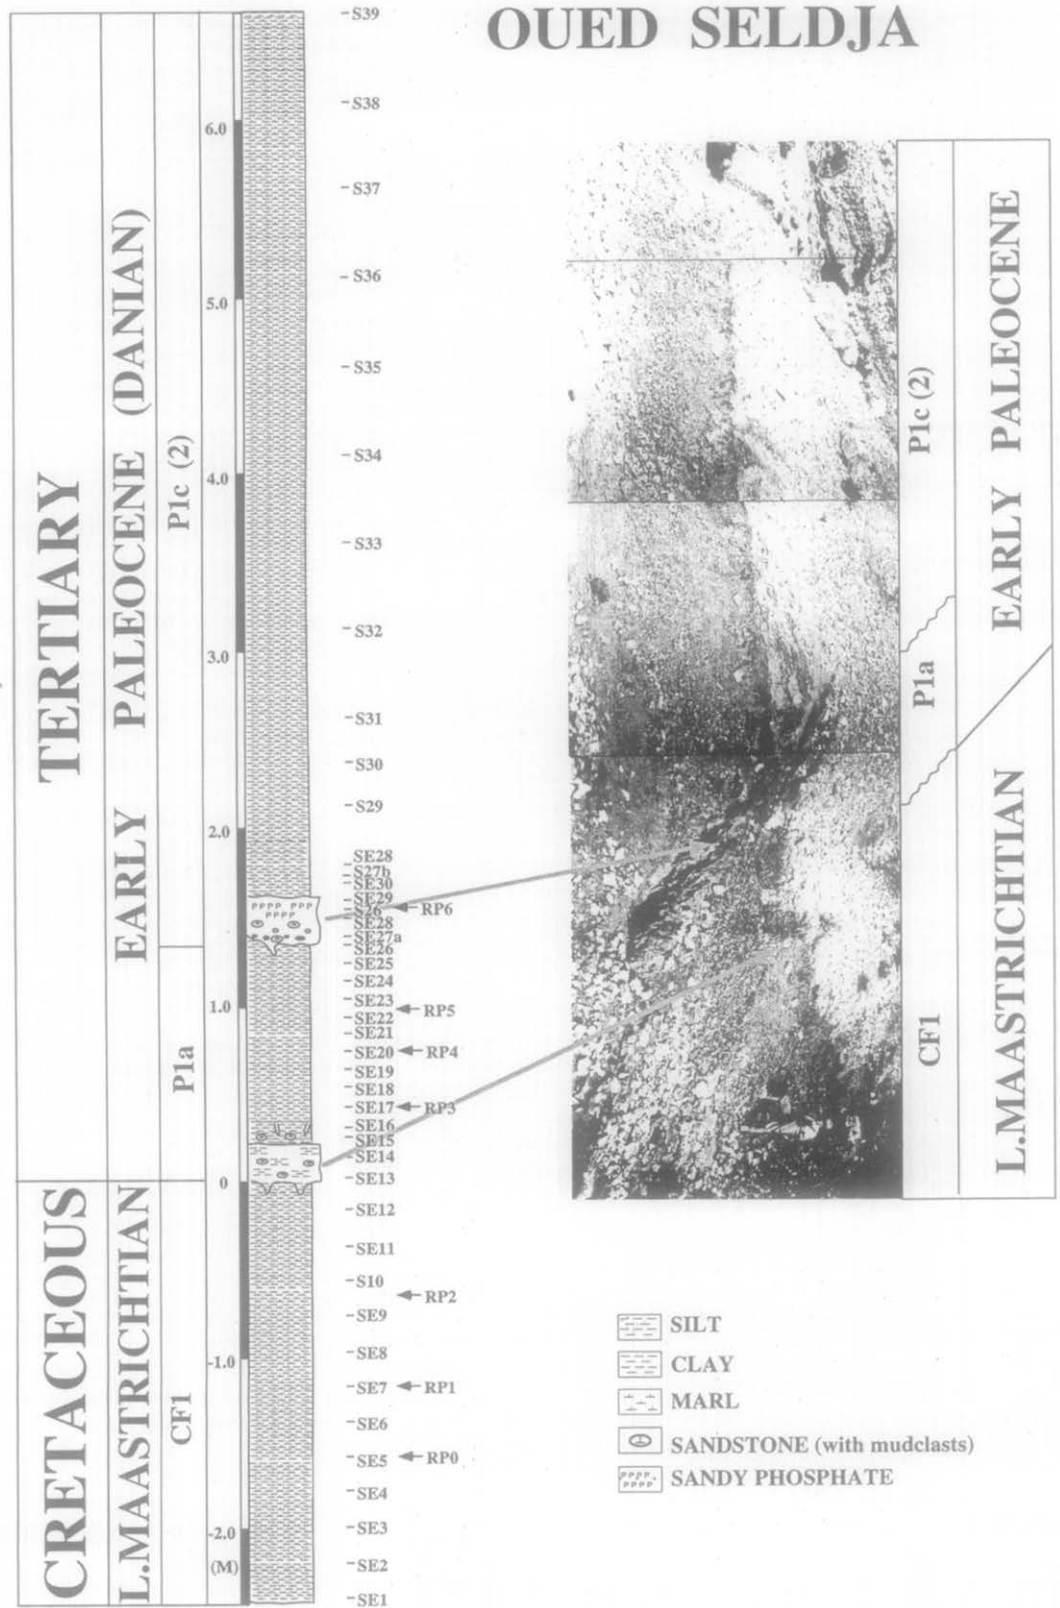 OUED SELDJA
TERTIARY
CRETACEOUS
EARLY PALEOCENE (DANIAN)
L.MAASTRICHTIAN
P1c (2)
P1a
CF1
6.0
5.0
4.0
3.0
2.0
1.0
0
-1.0
-2.0
(M)
S39
S38
S37
S36
S35
S34
S33
S32
S31
S30
S29
SE28
S27b
SE30
SE29
S26
RP6
SE28
SE27a
SE26
SE25
SE24
SE23
RP5
SE22
SE21
SE20
RP4
SE19
SE18
SE17
RP3
SE16
SE15
SE14
SE13
SE12
SE11
S10
RP2
SE9
SE8
SE7
RP1
SE6
SE5
RP0
SE4
SE3
SE2
SE1
P1c (2)
P1a
CF1
EARLY PALEOCENE
L.MAASTRICHTIAN
SILT
CLAY
MARL
SANDSTONE (with mudclasts)
PPPP
PPPP
SANDY PHOSPHATE